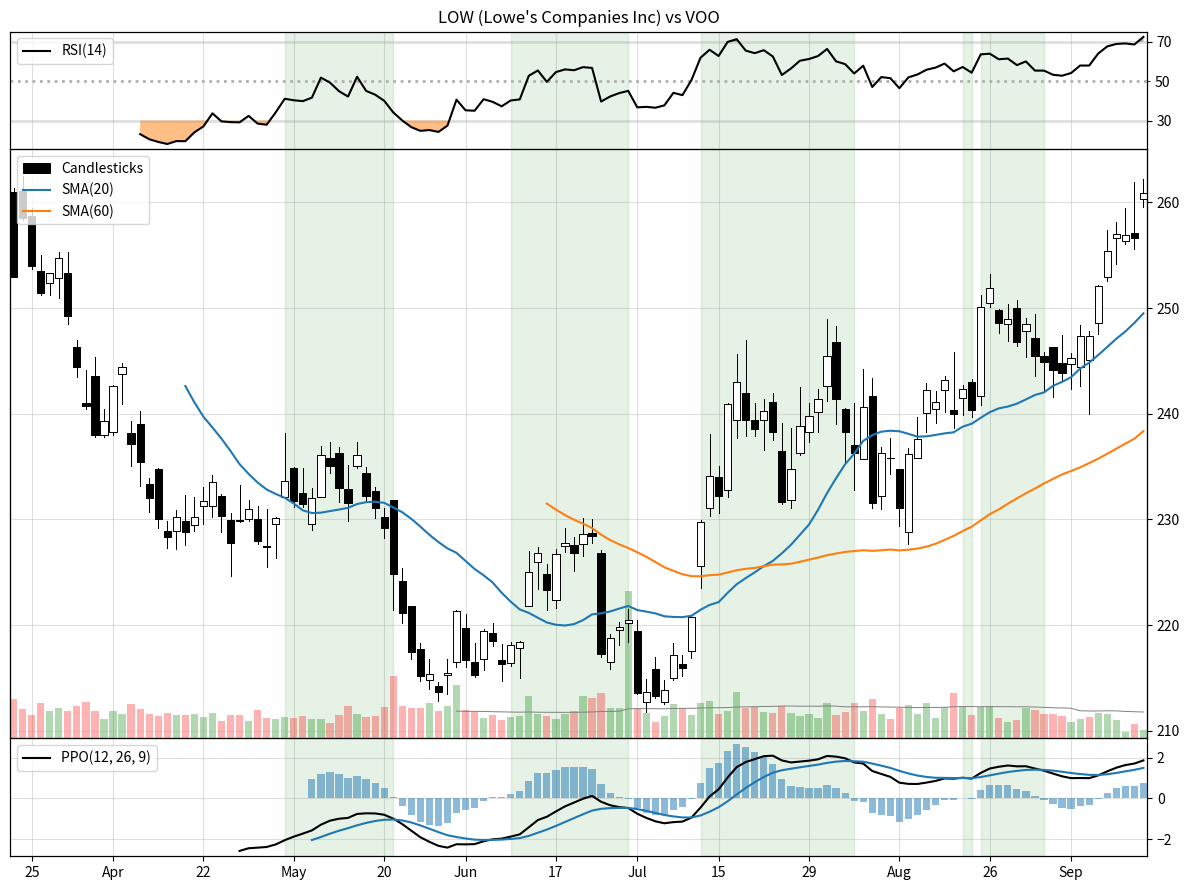 LOW (Lowe's Companies Inc) vs VOO
RSI(14)
70
50
30
Candlesticks
SMA(20)
SMA(60)
260
250
240
230
220
210
PPO(12, 26, 9)
2
0
−2
25 Apr 22 May 20 Jun 17 Jul 15 29 Aug 26 Sep